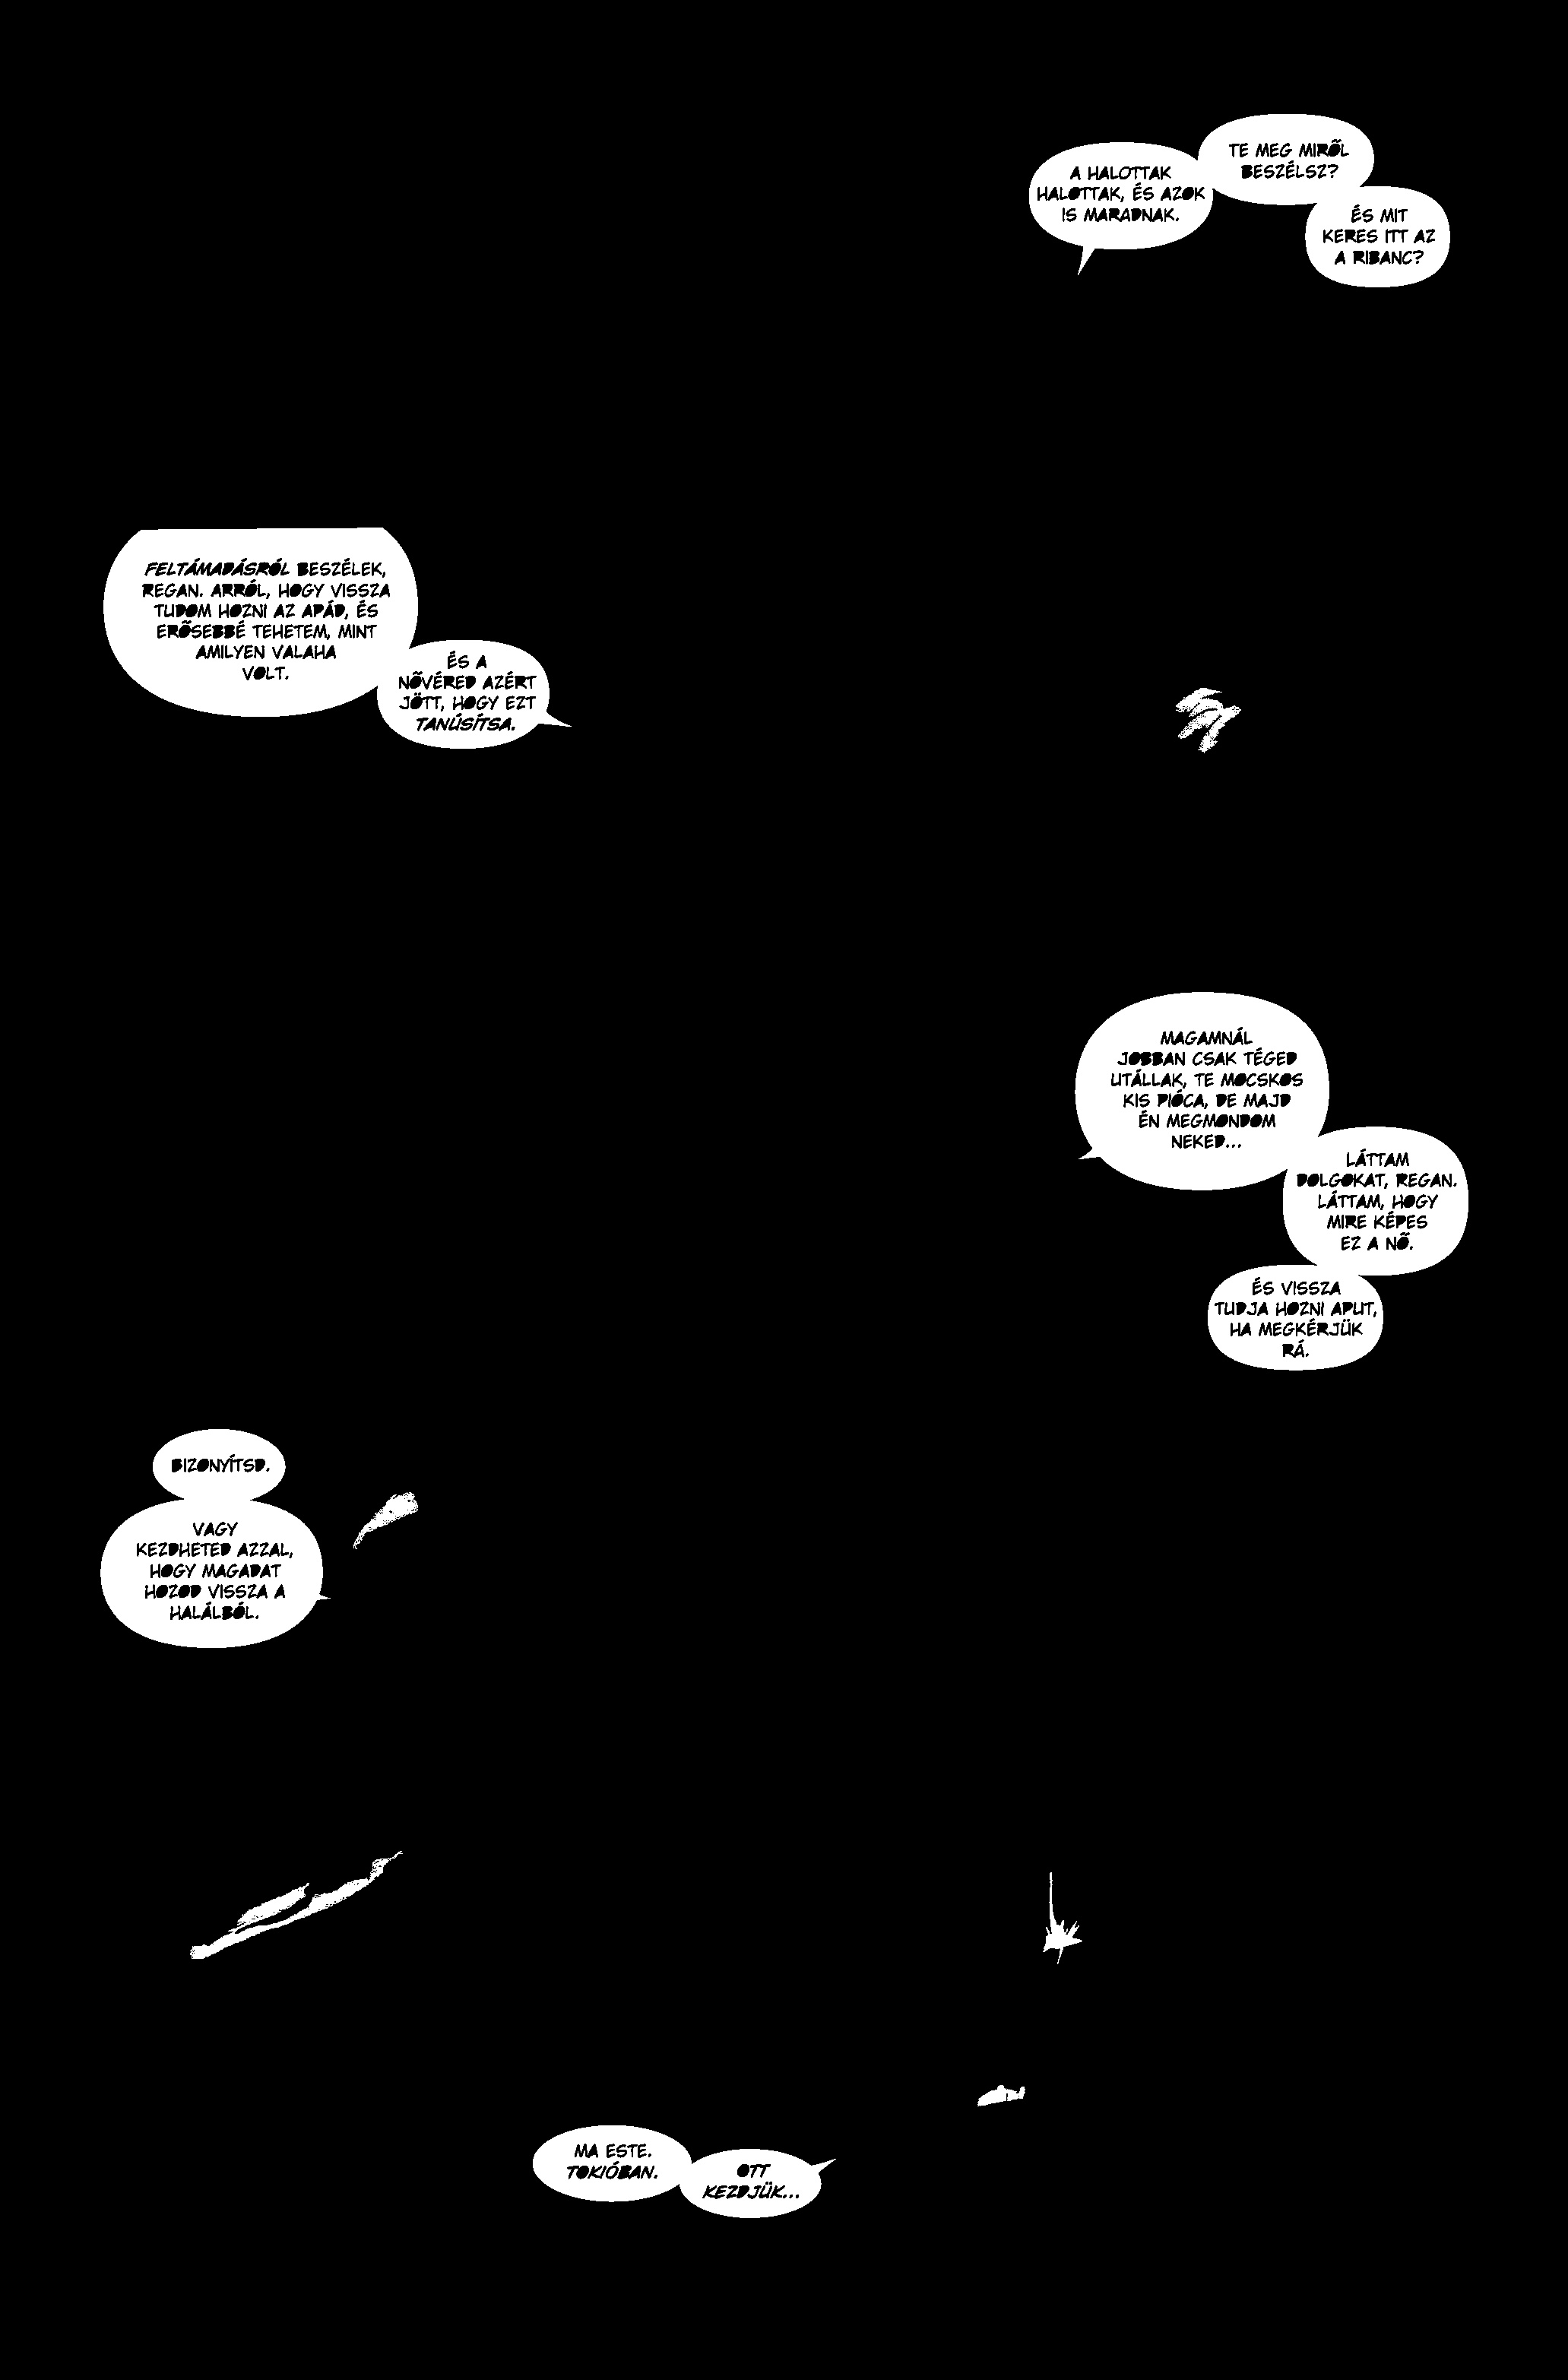 A HALOTTAK
HALOTTAK, ÉS AZOK
IS MARADNAK.
TE MEG MIRŐL
BESZÉLSZ?
ÉS MIT
KERES ITT AZ
A RIBANC?
FELTÁMADÁSRÓL BESZÉLEK,
REGAN. ARRÓL, HOGY VISSZA
TUDOM HOZNI AZ APÁD, ÉS
ERŐSEBBÉ TEHETEM, MINT
AMILYEN VALAHA
VOLT.
ÉS A
NŐVÉRED AZÉRT
JÖTT, HOGY EZT
TANÚSÍTSA.
MAGAMNÁL
JOBBAN CSAK TÉGED
UTÁLLAK, TE MOCSKOS
KIS PIÓCA, DE MAJD
ÉN MEGMONDOM
NEKED...
LÁTTAM
DOLGOKAT, REGAN.
LÁTTAM, HOGY
MIRE KÉPES
EZ A NŐ.
ÉS VISSZA
TUDJA HOZNI APUT,
HA MEGKÉRJÜK
RÁ.
BIZONYÍTSD.
VAGY
KEZDHETED AZZAL,
HOGY MAGADAT
HOZOD VISSZA A
HALÁLBÓL.
MA ESTE.
TOKIÓBAN.
OTT
KEZDJÜK...